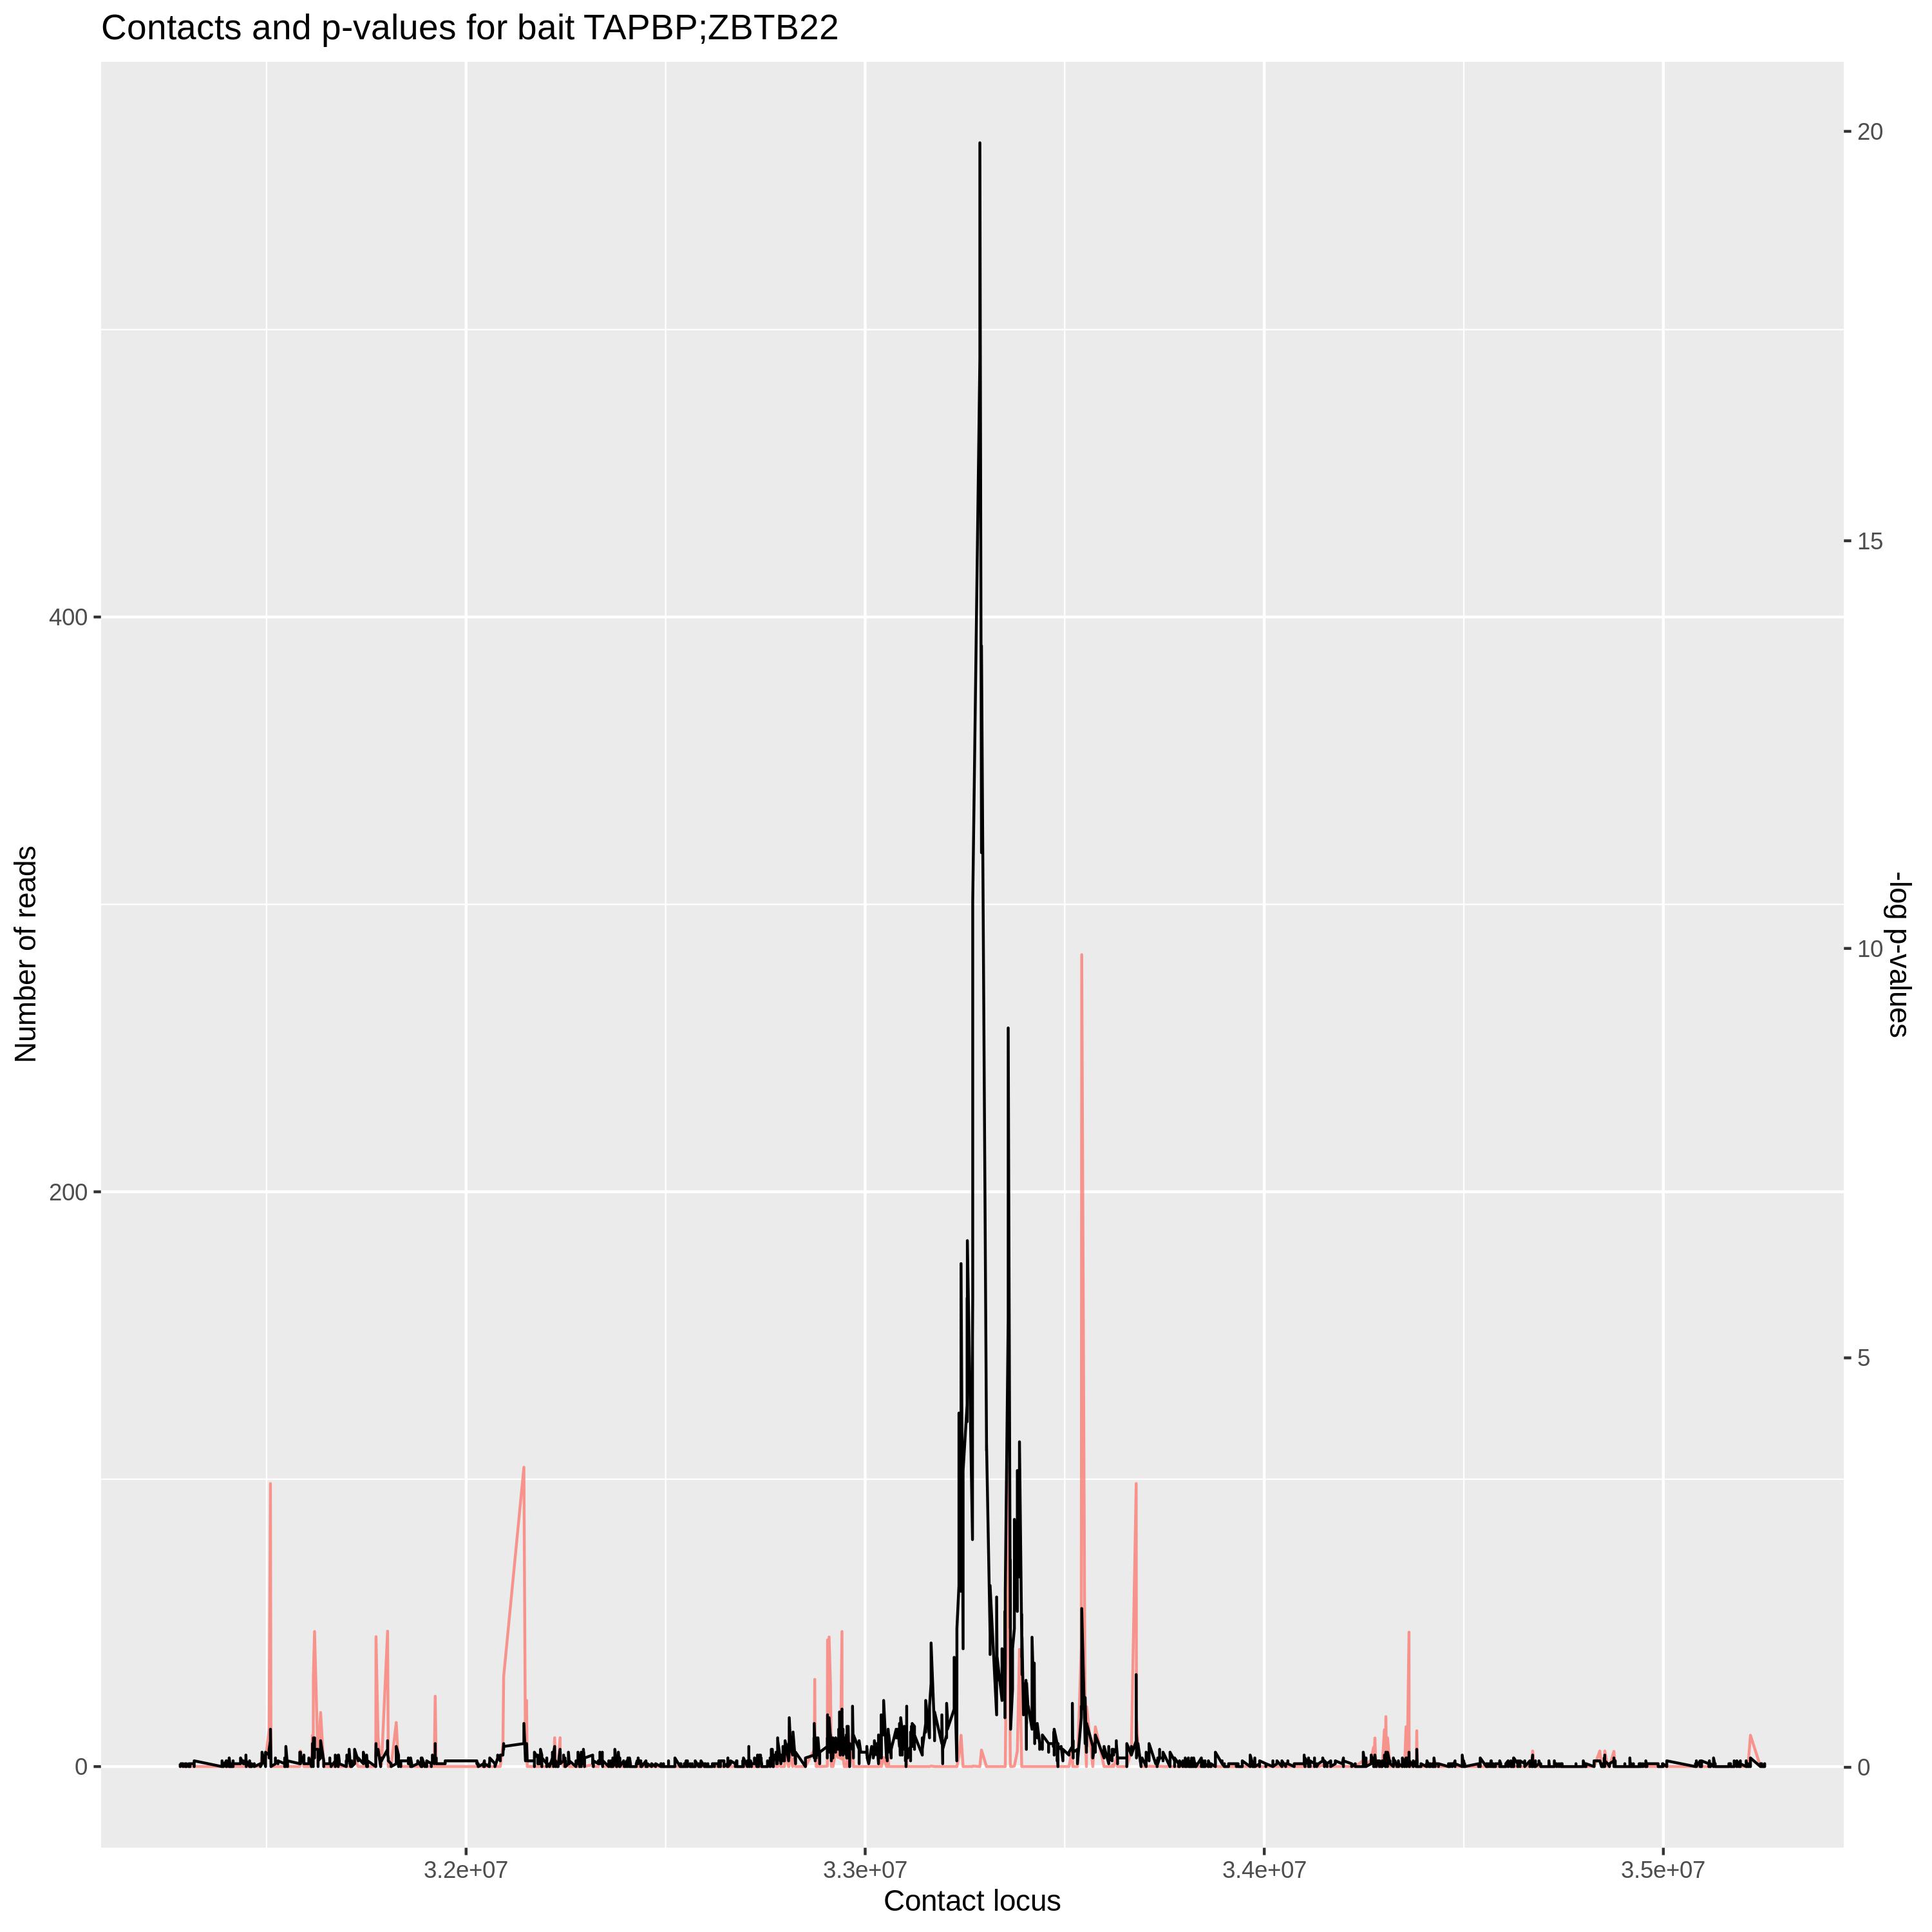 Contacts and p-values for bait TAPBP;ZBTB22
Number of reads
400
200
0
20
15
10
5
0
-log p-values
3.2e+07
3.3e+07
3.4e+07
3.5e+07
Contact locus